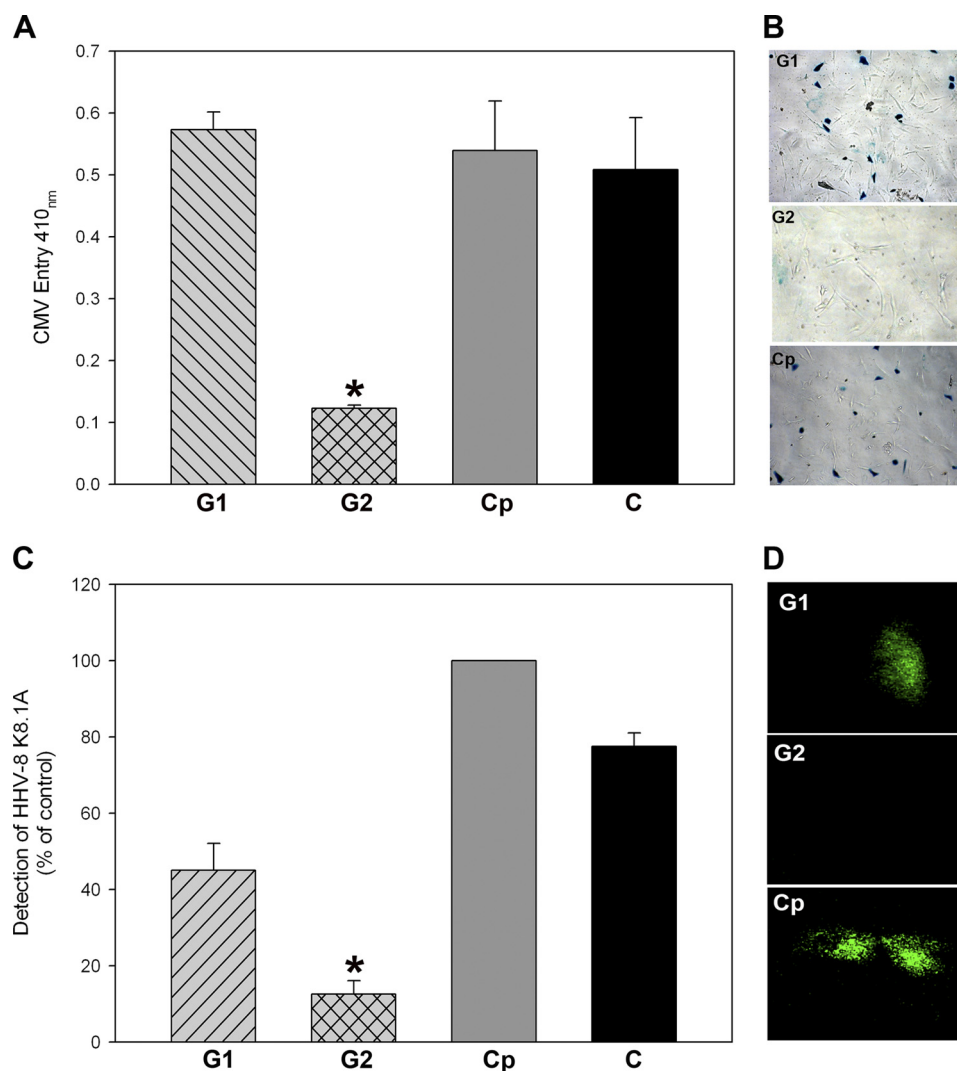 A
B
0.7
0.6
0.5
0.4
0.3
0.2
0.1
0.0
CMV Entry 410nm
*
G1
G2
Cp
C
G1
G2
Cp
C
D
120
100
80
60
40
20
0
Detection of HHV-8 K8.1A
(% of control)
*
G1
G2
Cp
C
G1
G2
Cp